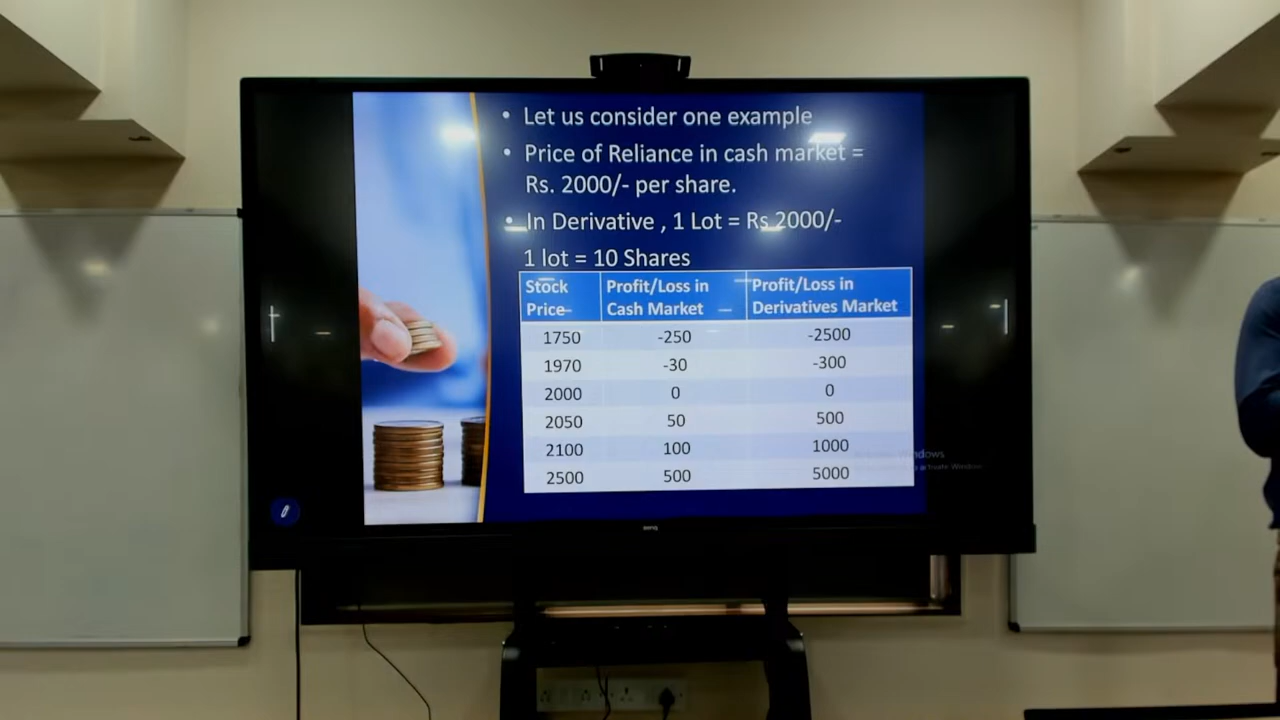 • Let us consider one example
• Price of Reliance in cash market =
Rs. 2000/- per share.
• In Derivative , 1 Lot = Rs 2000/-
1 lot = 10 Shares
Stock Price Profit/Loss in Cash Market Profit/Loss in Derivatives Market
1750 -250 -2500
1970 -30 -300
2000 0 0
2050 50 500
2100 100 1000
2500 500 5000